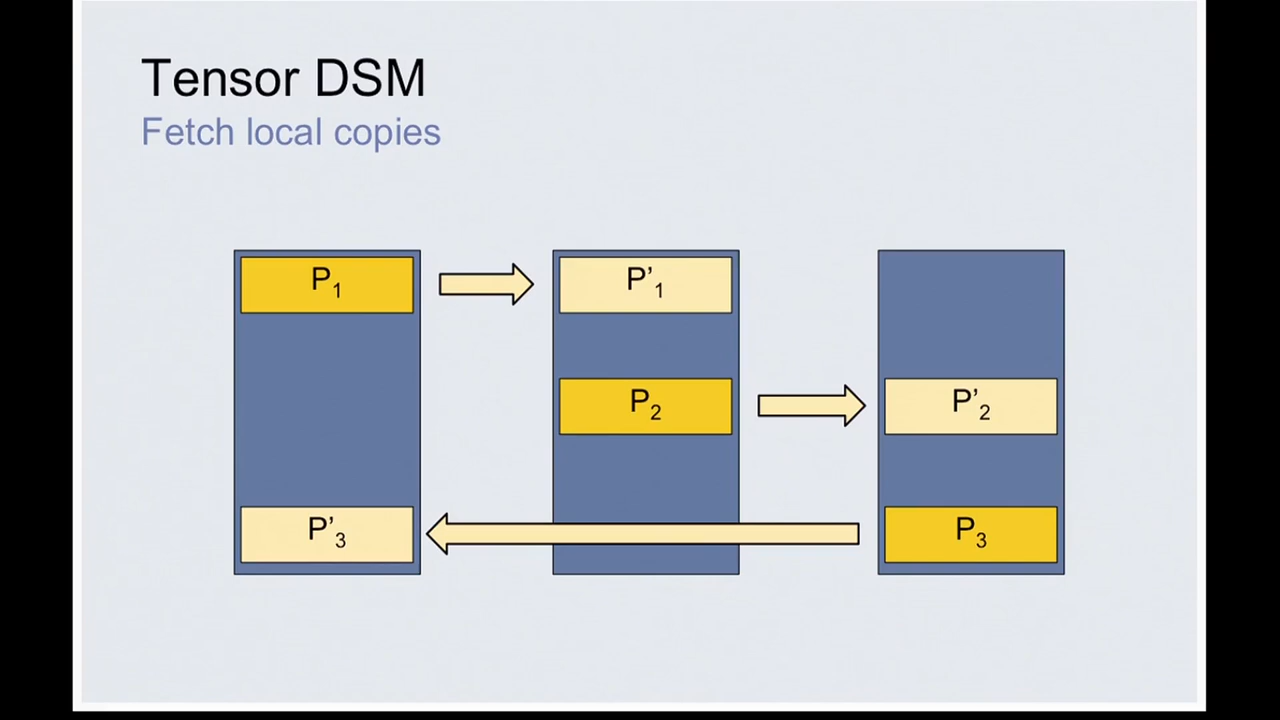 Tensor DSM
Fetch local copies
P1
P’1
P2
P’2
P’3
P3